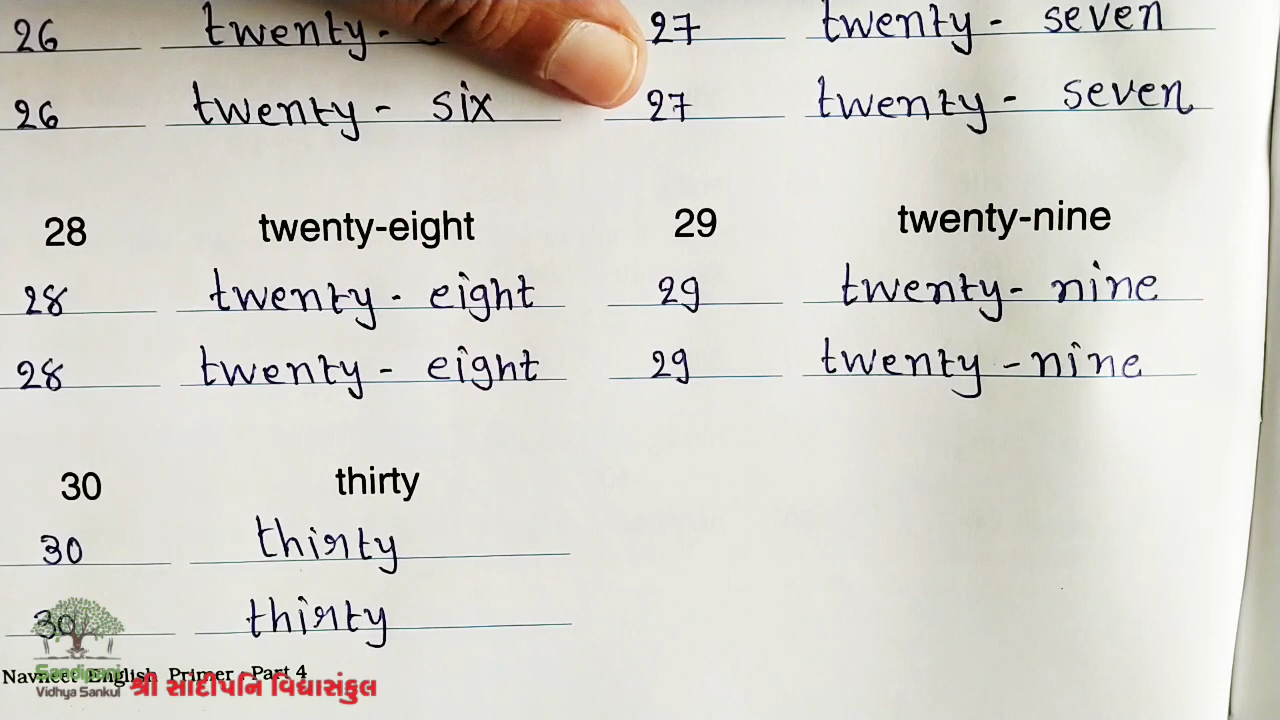 26 twenty- 27 twenty- seven
26 twenty- six 27 twenty- seven
28 twenty-eight 29 twenty-nine
28 twenty- eight 29 twenty- nine
28 twenty- eight 29 twenty-nine
30 thirty
30 thirty
30 thirty
Navneet English Primer - Part 4
Sandipani
Vidhya Sankul
શ્રી સાંદીપનિ વિદ્યાસંકુલ